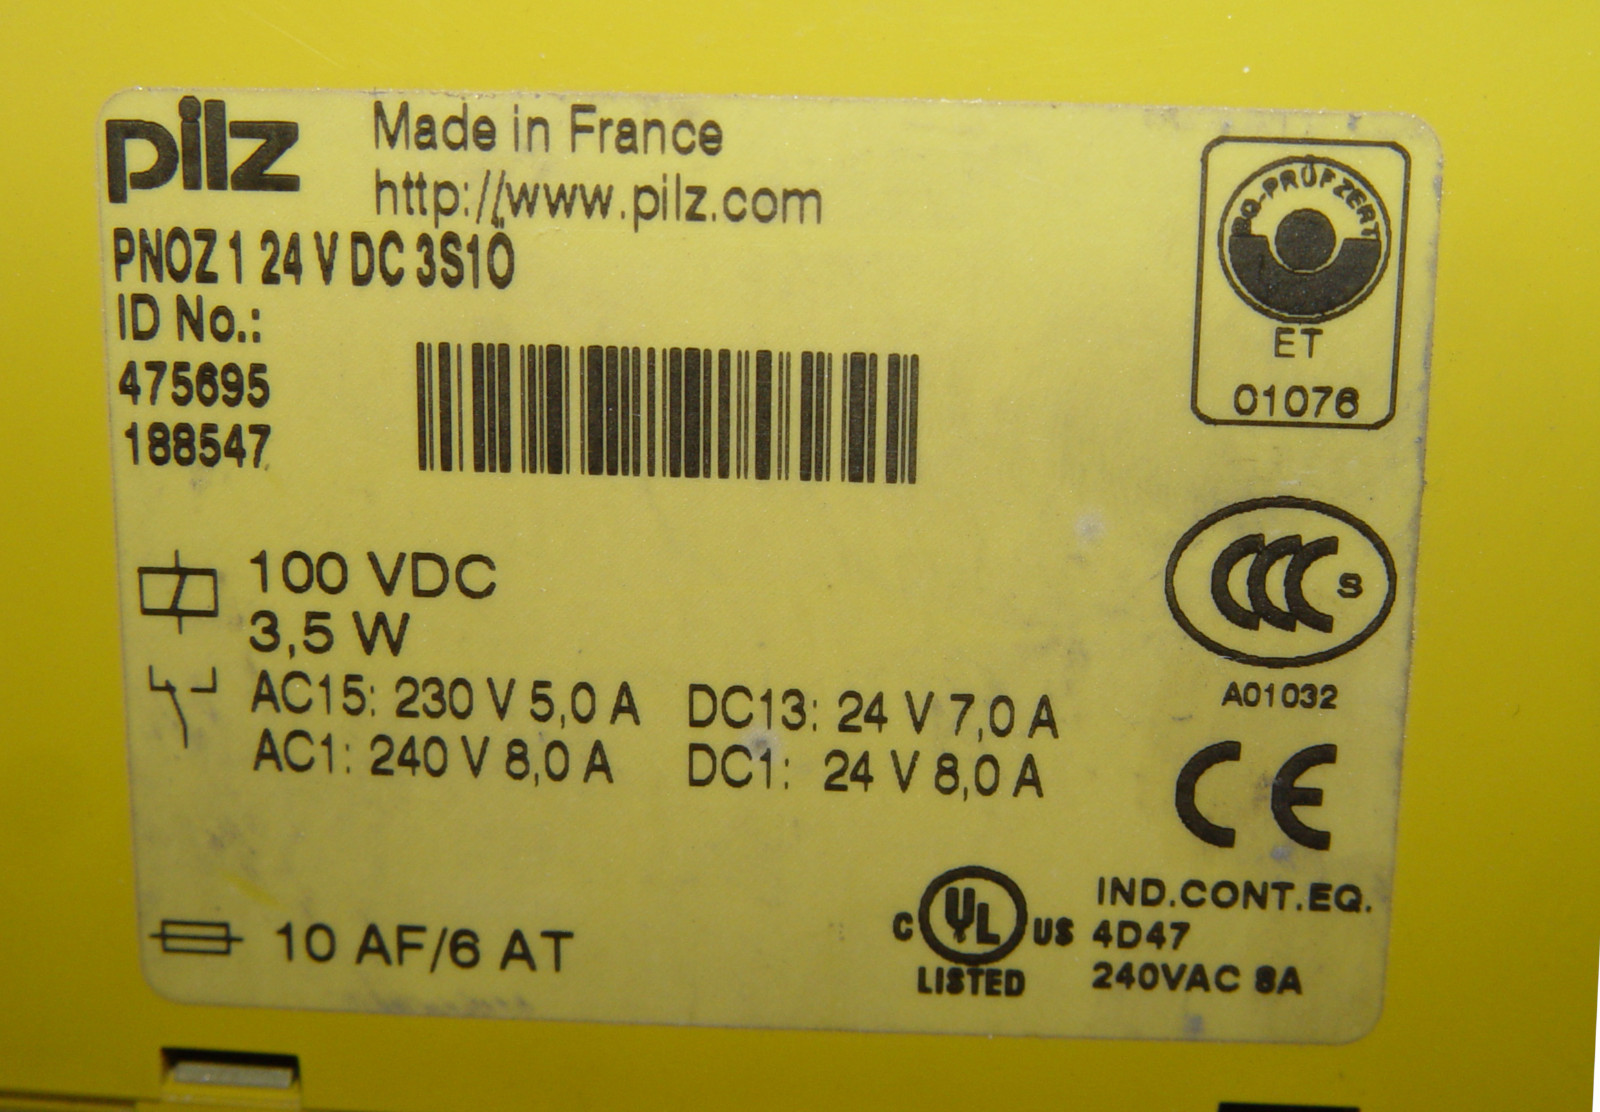 pilz
Made in France
http://www.pilz.com
PNOZ 1 24 V DC 3S1Ö
ID No.:
475695
188547
100 VDC
3,5 W
AC15: 230 V 5,0 A DC13: 24 V 7,0 A
AC1: 240 V 8,0 A DC1: 24 V 8,0 A
10 AF/6 AT
BG-PRÜFZERT
ET
01076
CCC S
A01032
CE
C UL US
LISTED
IND.CONT.EQ.
4D47
240VAC 8A